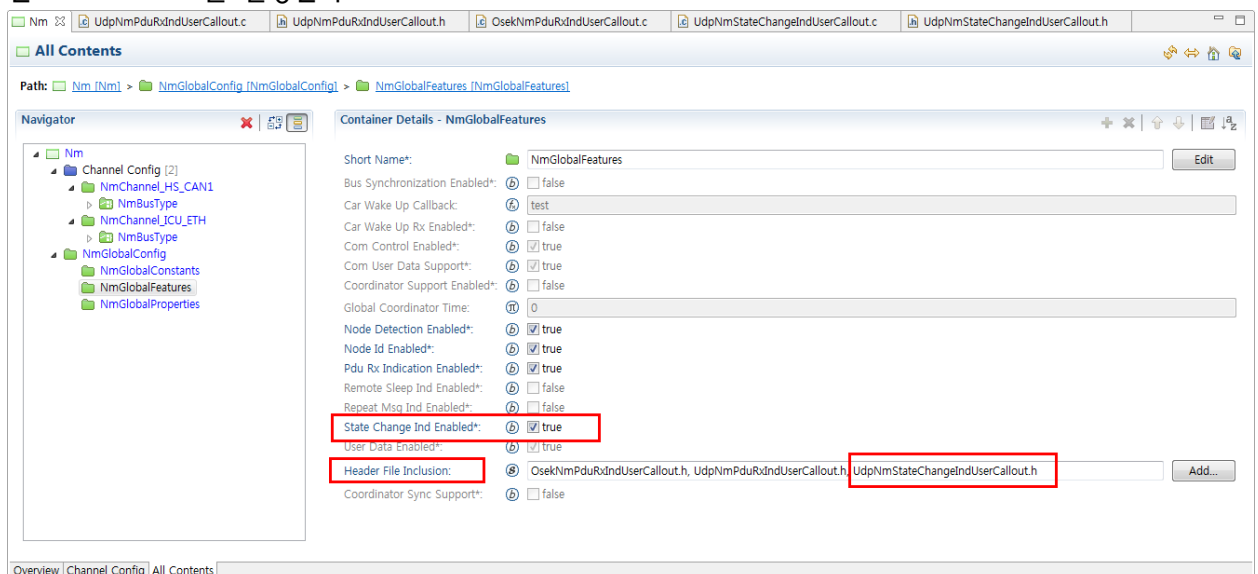 Nm UdpNmPduRxIndUserCallout.c UdpNmPduRxIndUserCallout.h OsekNmPduRxIndUserCallout.c UdpNmStateChangeIndUserCallout.c UdpNmStateChangeIndUserCallout.h
All Contents
Path: Nm [Nm] > NmGlobalConfig [NmGlobalConfig] > NmGlobalFeatures [NmGlobalFeatures]
Navigator
Nm
Channel Config [2]
NmChannel_HS_CAN1
NmBusType
NmChannel_ICU_ETH
NmBusType
NmGlobalConfig
NmGlobalConstants
NmGlobalFeatures
NmGlobalProperties
Container Details - NmGlobalFeatures
Short Name*: NmGlobalFeatures Edit
Bus Synchronization Enabled*: false
Car Wake Up Callback: test
Car Wake Up Rx Enabled*: false
Com Control Enabled*: true
Com User Data Support*: true
Coordinator Support Enabled*: false
Global Coordinator Time: 0
Node Detection Enabled*: true
Node Id Enabled*: true
Pdu Rx Indication Enabled*: true
Remote Sleep Ind Enabled*: false
Repeat Msg Ind Enabled*: false
State Change Ind Enabled*: true
User Data Enabled*: true
Header File Inclusion: OsekNmPduRxIndUserCallout.h, UdpNmPduRxIndUserCallout.h, UdpNmStateChangeIndUserCallout.h Add...
Coordinator Sync Support*: false
Overview Channel Config All Contents